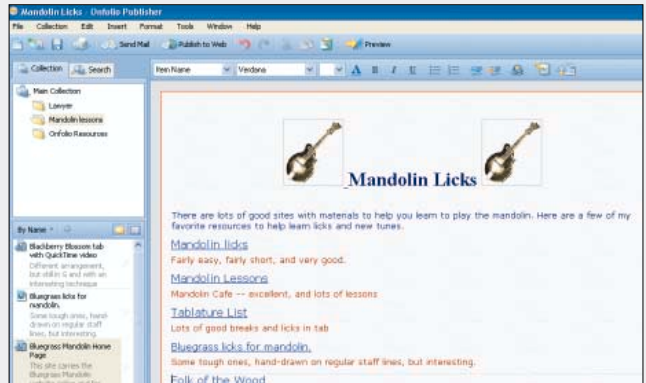 Mandolin Licks - Onfolio Publisher
File Collection Edit Insert Format Tools Window Help
Send Mail Publish to Web Preview
Collection Search
Item Name Verdana A B I U
Main Collection
Lawyer
Mandolin lessons
Onfolio Resources
Mandolin Licks
There are lots of good sites with materials to help you learn to play the mandolin. Here are a few of my
favorite resources to help learn licks and new tunes.
Mandolin licks
Fairly easy, fairly short, and very good.
Mandolin Lessons
Mandolin Cafe -- excellent, and lots of lessons
Tablature List
Lots of good breaks and licks in tab
Bluegrass licks for mandolin.
Some tough ones, hand-drawn on regular staff lines, but interesting.
Folk of the Wood
By Name
Blackberry Blossom tab
with QuickTime video
Different arrangement,
but still in G and with an
interesting technique
Bluegrass licks for
mandolin.
Some tough ones, hand-
drawn on regular staff
lines, but interesting.
Bluegrass Mandolin Home
Page
This site carries the
Bluegrass Mandolin